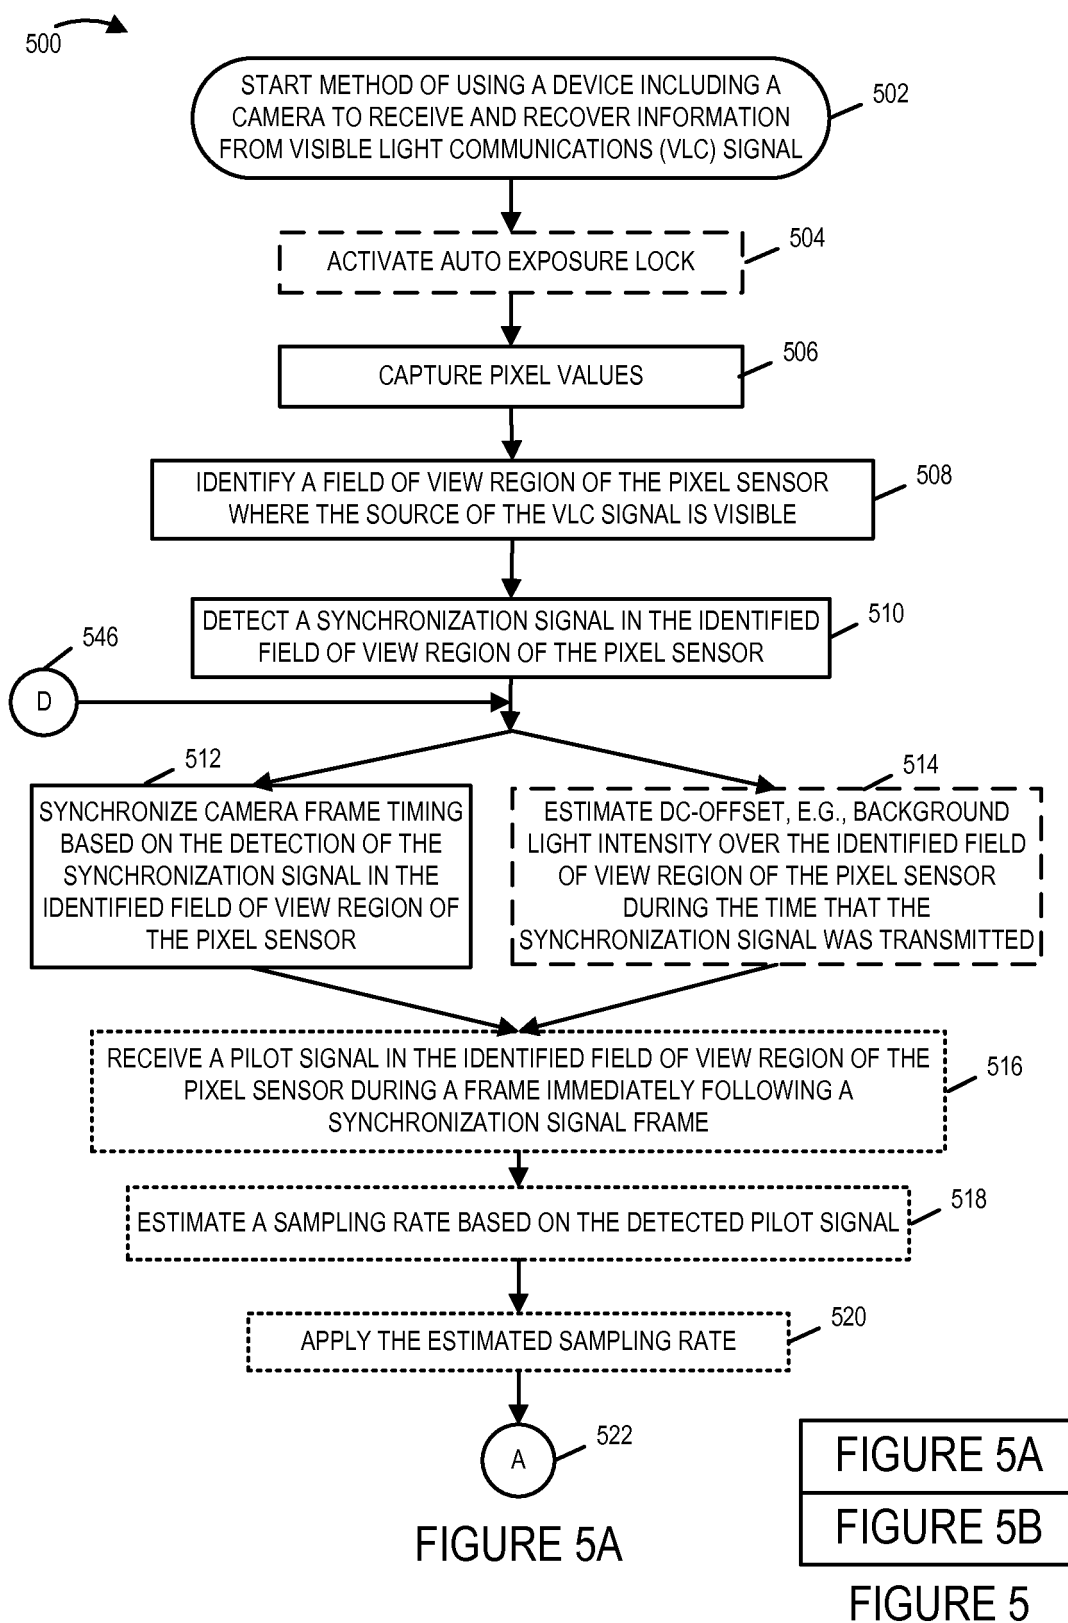 500
START METHOD OF USING A DEVICE INCLUDING A
CAMERA TO RECEIVE AND RECOVER INFORMATION
FROM VISIBLE LIGHT COMMUNICATIONS (VLC) SIGNAL
502
ACTIVATE AUTO EXPOSURE LOCK
504
CAPTURE PIXEL VALUES
506
IDENTIFY A FIELD OF VIEW REGION OF THE PIXEL SENSOR
WHERE THE SOURCE OF THE VLC SIGNAL IS VISIBLE
508
DETECT A SYNCHRONIZATION SIGNAL IN THE IDENTIFIED
FIELD OF VIEW REGION OF THE PIXEL SENSOR
510
546
D
512
SYNCHRONIZE CAMERA FRAME TIMING
BASED ON THE DETECTION OF THE
SYNCHRONIZATION SIGNAL IN THE
IDENTIFIED FIELD OF VIEW REGION OF
THE PIXEL SENSOR
514
ESTIMATE DC-OFFSET, E.G., BACKGROUND
LIGHT INTENSITY OVER THE IDENTIFIED FIELD
OF VIEW REGION OF THE PIXEL SENSOR
DURING THE TIME THAT THE
SYNCHRONIZATION SIGNAL WAS TRANSMITTED
RECEIVE A PILOT SIGNAL IN THE IDENTIFIED FIELD OF VIEW REGION OF THE
PIXEL SENSOR DURING A FRAME IMMEDIATELY FOLLOWING A
SYNCHRONIZATION SIGNAL FRAME
516
ESTIMATE A SAMPLING RATE BASED ON THE DETECTED PILOT SIGNAL
518
APPLY THE ESTIMATED SAMPLING RATE
520
A
522
FIGURE 5A
FIGURE 5A
FIGURE 5B
FIGURE 5